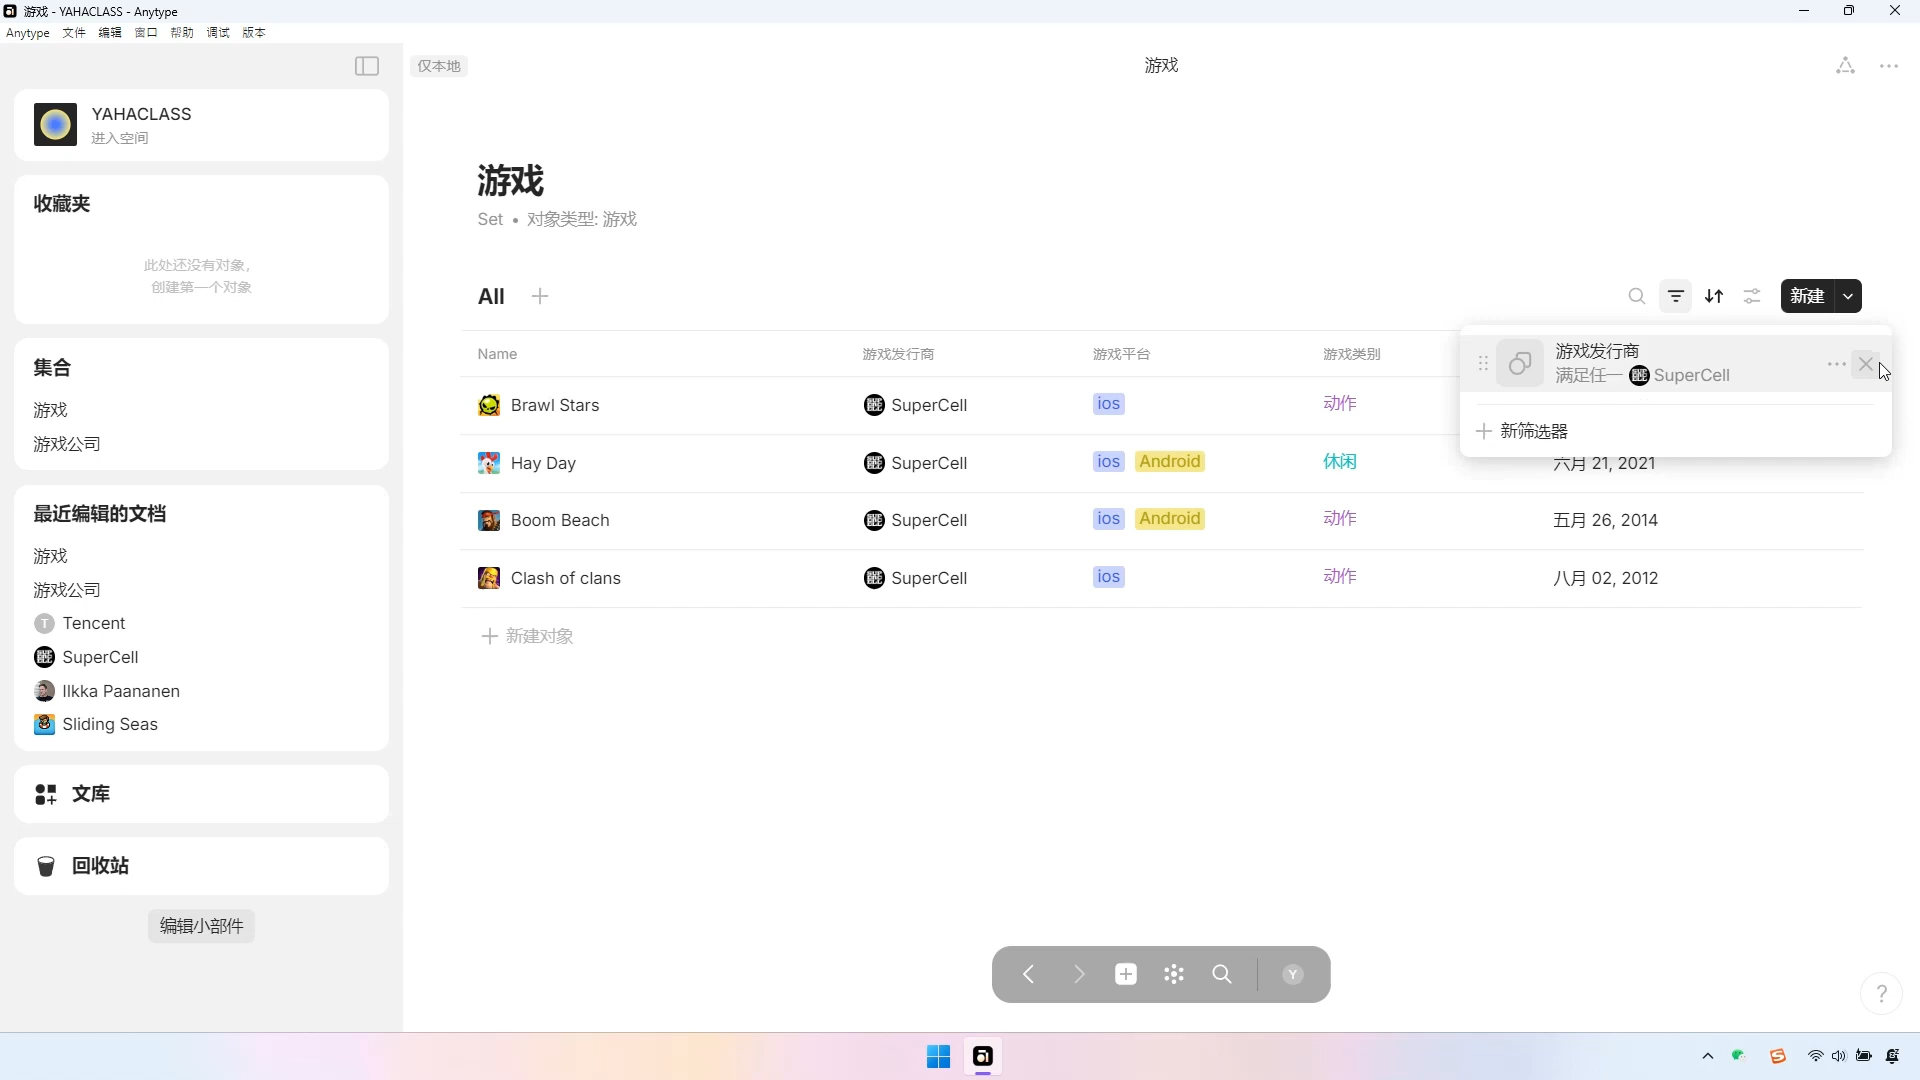 游戏 - YAHACLASS - Anytype
Anytype 文件 编辑 窗口 帮助 调试 版本
仅本地
游戏
YAHACLASS
进入空间
收藏夹
此处还没有对象，
创建第一个对象
集合
游戏
游戏公司
最近编辑的文档
游戏
游戏公司
T Tencent
SuperCell
Ilkka Paananen
Sliding Seas
文库
回收站
编辑小部件
游戏
Set • 对象类型: 游戏
All
新建
Name 游戏发行商 游戏平台 游戏类别
Brawl Stars SuperCell ios 动作
Hay Day SuperCell ios Android 休闲 六月 21, 2021
Boom Beach SuperCell ios Android 动作 五月 26, 2014
Clash of clans SuperCell ios 动作 八月 02, 2012
新建对象
游戏发行商
满足任一 SuperCell
新筛选器
Y
?